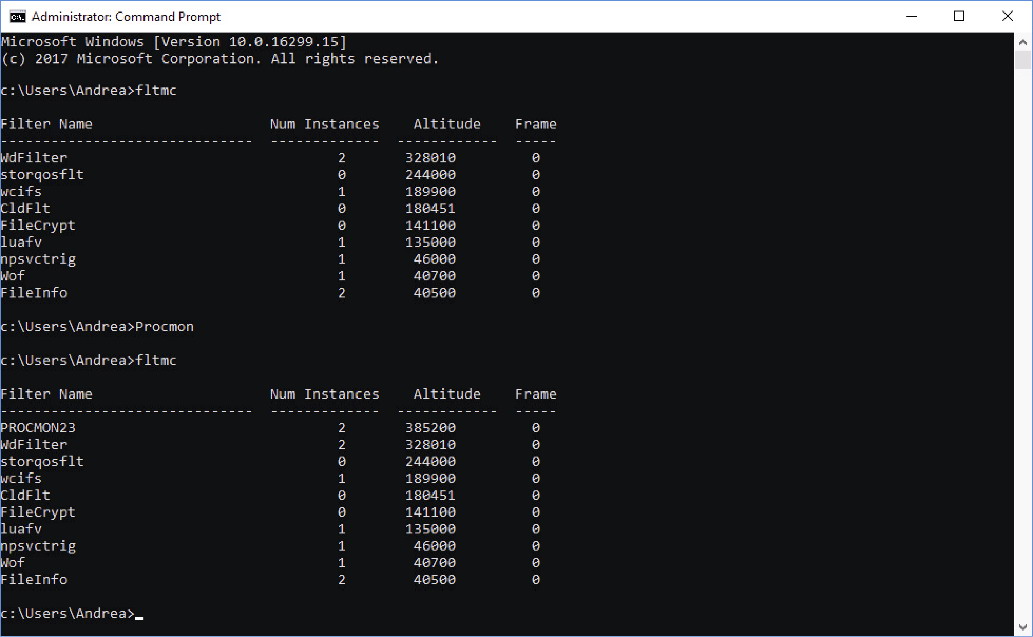 Administrator: Command Prompt
Microsoft Windows [Version 10.0.16299.15]
(c) 2017 Microsoft Corporation. All rights reserved.
c:\Users\Andrea>fltmc
Filter Name Num Instances Altitude Frame
------------------------------ ------------- ------------ -----
WdFilter 2 328010 0
storqosflt 0 244000 0
wcifs 1 189900 0
CldFlt 0 180451 0
FileCrypt 0 141100 0
luafv 1 135000 0
npsvctrig 1 46000 0
Wof 1 40700 0
FileInfo 2 40500 0
c:\Users\Andrea>Procmon
c:\Users\Andrea>fltmc
Filter Name Num Instances Altitude Frame
------------------------------ ------------- ------------ -----
PROCMON23 2 385200 0
WdFilter 2 328010 0
storqosflt 0 244000 0
wcifs 1 189900 0
CldFlt 0 180451 0
FileCrypt 0 141100 0
luafv 1 135000 0
npsvctrig 1 46000 0
Wof 1 40700 0
FileInfo 2 40500 0
c:\Users\Andrea>_